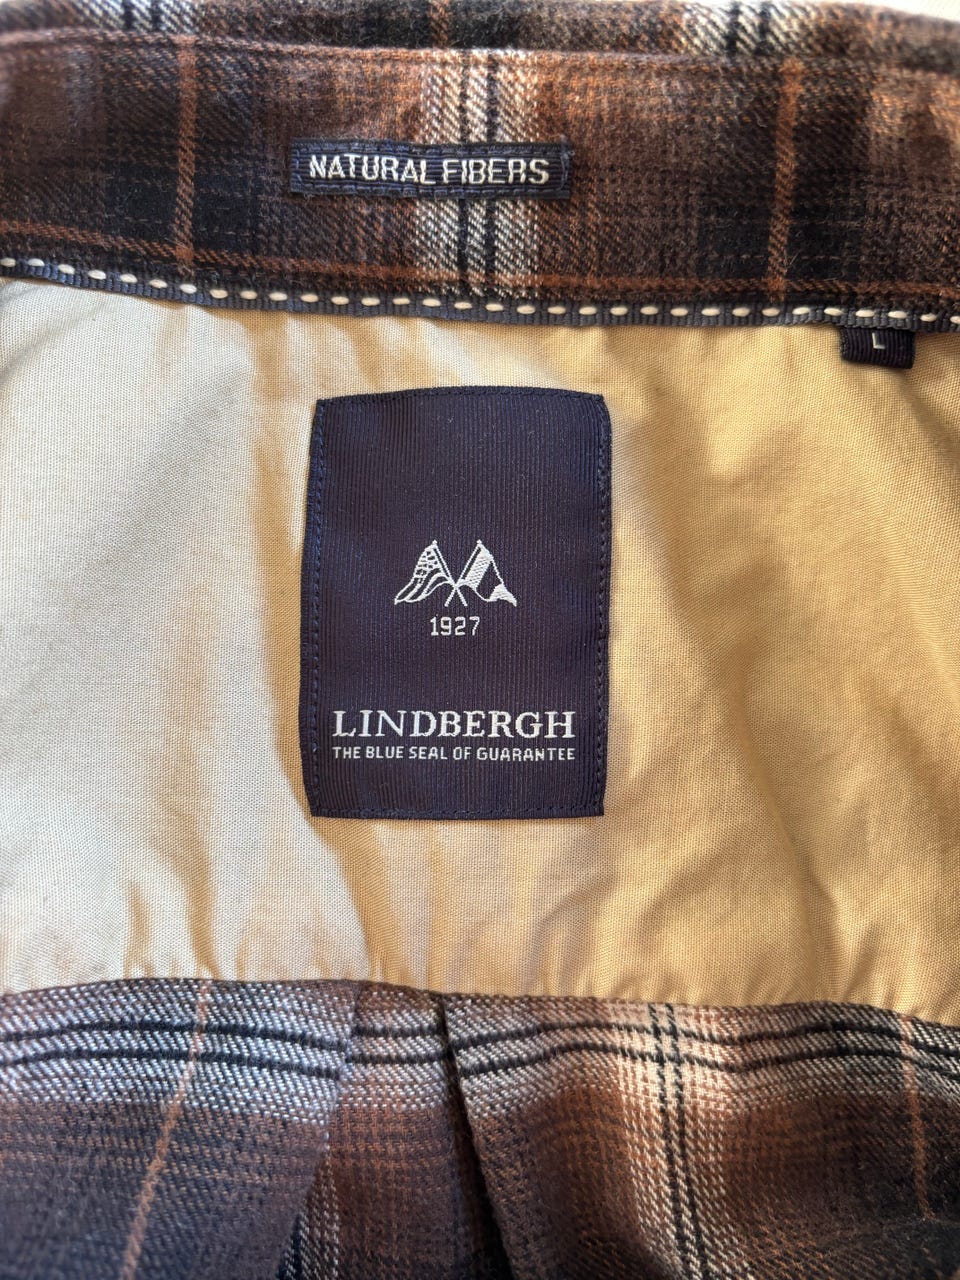 NATURAL FIBERS
L
1927
LINDBERGH
THE BLUE SEAL OF GUARANTEE